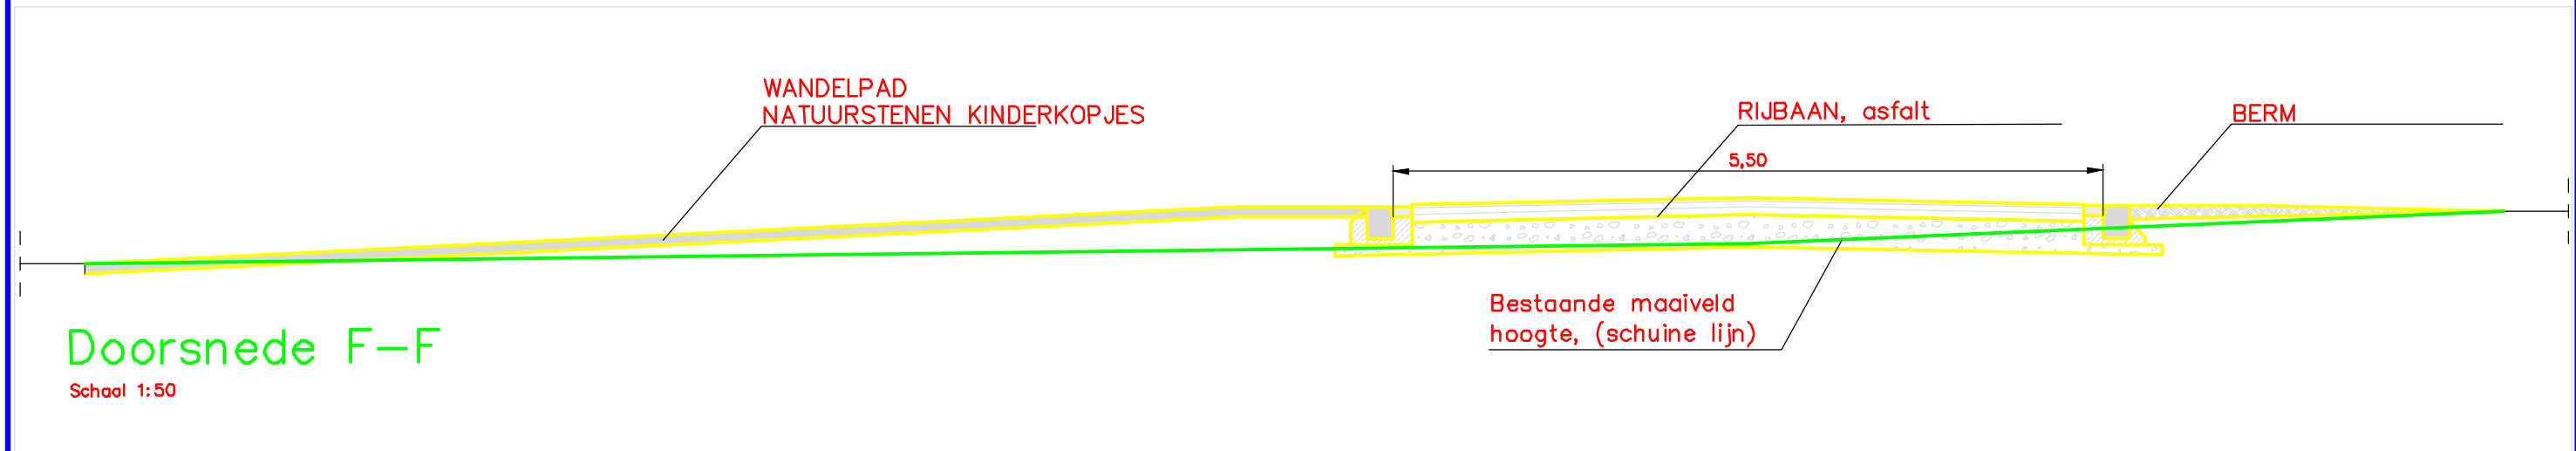 WANDELPAD
NATUURSTENEN KINDERKOPJES
RIJBAAN, asfalt
BERM
5,50
Bestaande maaiveld
hoogte, (schuine lijn)
Doorsnede F-F
Schaal 1:50